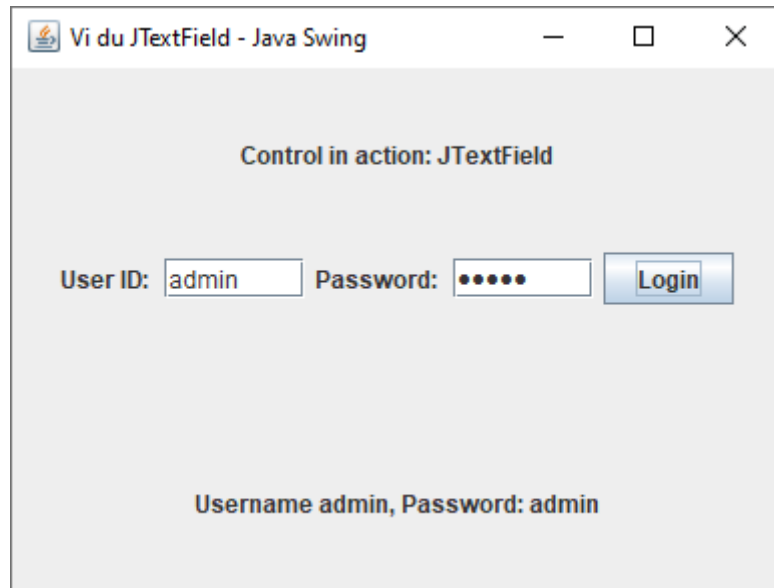 Vi du JTextField - Java Swing
Control in action: JTextField
User ID: admin Password: ●●●●● Login
Username admin, Password: admin